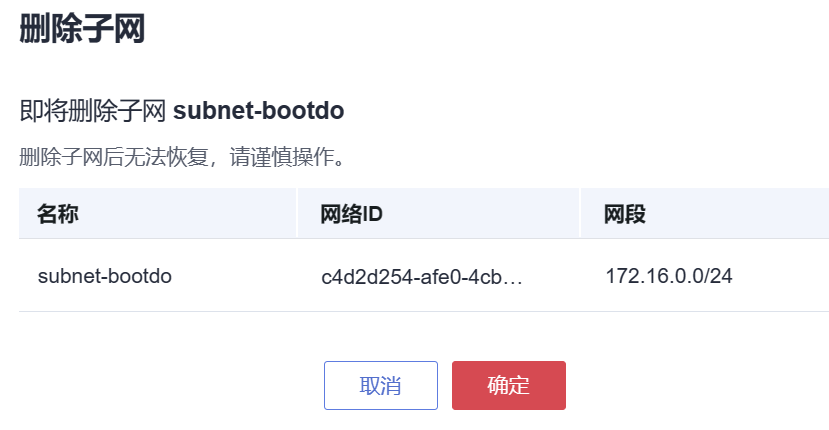 删除子网
即将删除子网 subnet-bootdo
删除子网后无法恢复，请谨慎操作。
名称 网络ID 网段
subnet-bootdo c4d2d254-afe0-4cb… 172.16.0.0/24
取消 确定